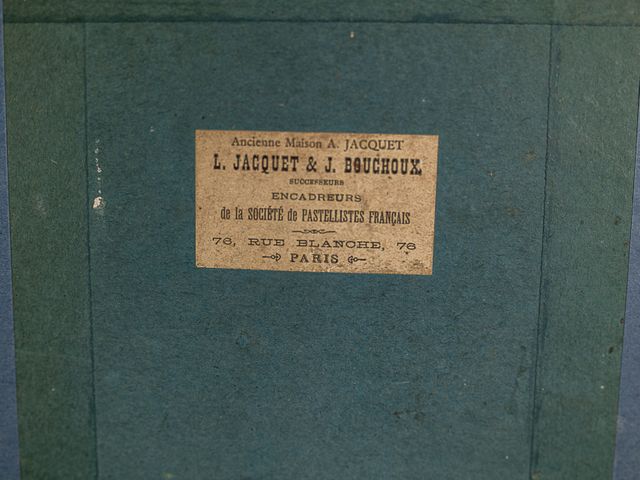 Ancienne Maison A. JACQUET
L. JACQUET & J. BOUCHOUX,
SUCCESSEURS
ENCADREURS
de la SOCIÉTÉ de PASTELLISTES FRANÇAIS
76, RUE BLANCHE, 76
PARIS